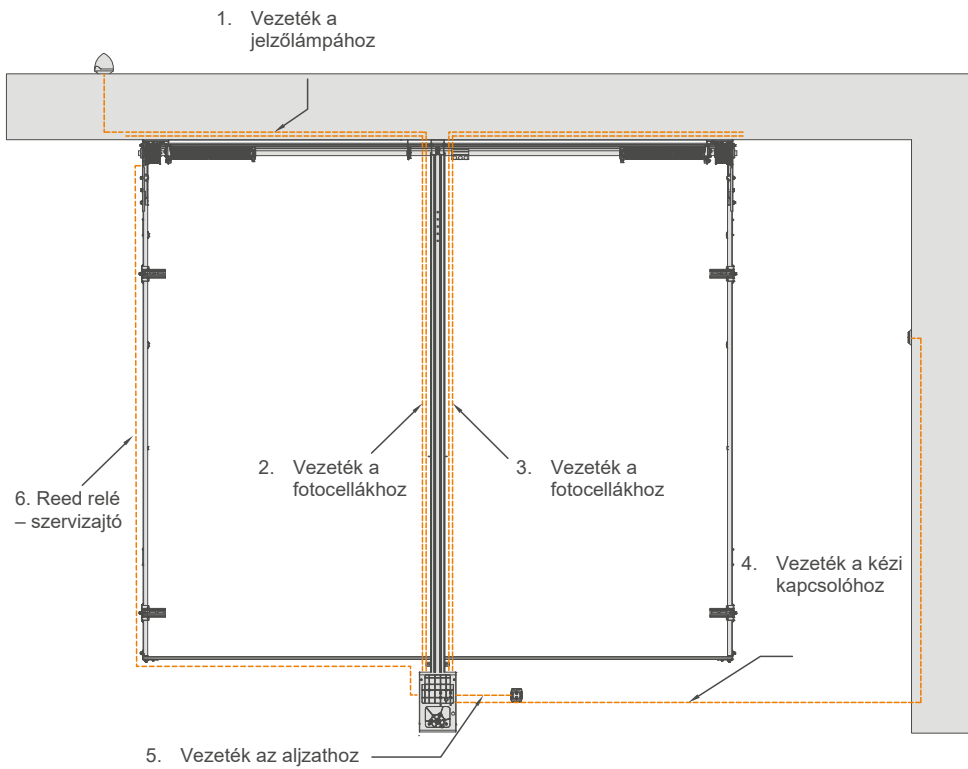 1. Vezeték a
jelzőlámpához
2. Vezeték a
fotocellákhoz
3. Vezeték a
fotocellákhoz
6. Reed relé
– szervizajtó
4. Vezeték a kézi
kapcsolóhoz
5. Vezeték az aljzathoz